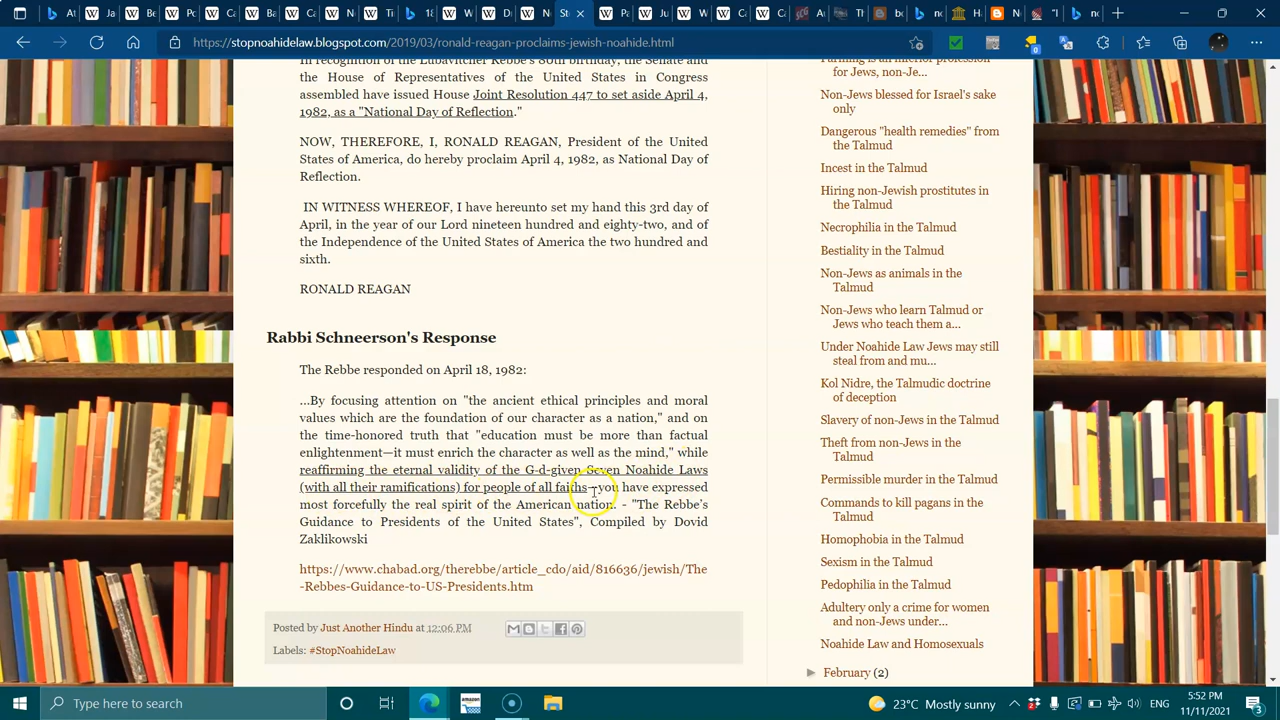 https://stopnoahidelaw.blogspot.com/2019/03/ronald-reagan-proclaims-jewish-noahide.html
In recognition of the Lubavitcher Rebbe's 80th birthday, the Senate and
the House of Representatives of the United States in Congress
assembled have issued House Joint Resolution 447 to set aside April 4,
1982, as a "National Day of Reflection."
NOW, THEREFORE, I, RONALD REAGAN, President of the United
States of America, do hereby proclaim April 4, 1982, as National Day of
Reflection.
IN WITNESS WHEREOF, I have hereunto set my hand this 3rd day of
April, in the year of our Lord nineteen hundred and eighty-two, and of
the Independence of the United States of America the two hundred and
sixth.
RONALD REAGAN
Rabbi Schneerson's Response
The Rebbe responded on April 18, 1982:
...By focusing attention on "the ancient ethical principles and moral
values which are the foundation of our character as a nation," and on
the time-honored truth that "education must be more than factual
enlightenment—it must enrich the character as well as the mind," while
reaffirming the eternal validity of the G-d-given Seven Noahide Laws
(with all their ramifications) for people of all faiths—you have expressed
most forcefully the real spirit of the American nation. - "The Rebbe's
Guidance to Presidents of the United States", Compiled by Dovid
Zaklikowski
https://www.chabad.org/therebbe/article_cdo/aid/816636/jewish/The
-Rebbes-Guidance-to-US-Presidents.htm
Posted by Just Another Hindu at 12:06 PM
Labels: #StopNoahideLaw
Farming is an inferior profession
for Jews, non-Je...
Non-Jews blessed for Israel's sake
only
Dangerous "health remedies" from
the Talmud
Incest in the Talmud
Hiring non-Jewish prostitutes in
the Talmud
Necrophilia in the Talmud
Bestiality in the Talmud
Non-Jews as animals in the
Talmud
Non-Jews who learn Talmud or
Jews who teach them a...
Under Noahide Law Jews may still
steal from and mu...
Kol Nidre, the Talmudic doctrine
of deception
Slavery of non-Jews in the Talmud
Theft from non-Jews in the
Talmud
Permissible murder in the Talmud
Commands to kill pagans in the
Talmud
Homophobia in the Talmud
Sexism in the Talmud
Pedophilia in the Talmud
Adultery only a crime for women
and non-Jews under...
Noahide Law and Homosexuals
► February (2)
Type here to search
amazon
23°C Mostly sunny
5:52 PM
11/11/2021